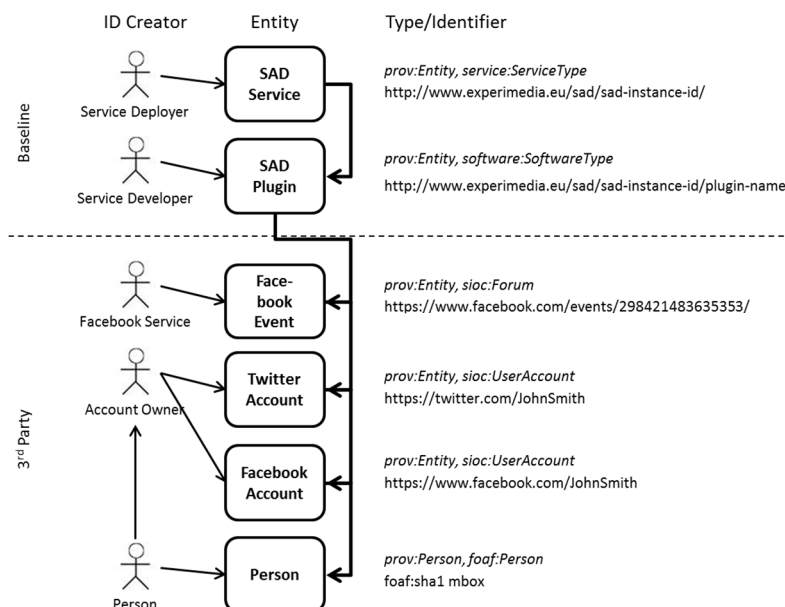 ID Creator Entity Type/Identifier
Baseline
Service Deployer
SAD
Service
prov:Entity, service:ServiceType
http://www.experimedia.eu/sad/sad-instance-id/
Service Developer
SAD
Plugin
prov:Entity, software:SoftwareType
http://www.experimedia.eu/sad/sad-instance-id/plugin-name
3rd Party
Facebook Service
Face-
book
Event
prov:Entity, sioc:Forum
https://www.facebook.com/events/298421483635353/
Account Owner
Twitter
Account
prov:Entity, sioc:UserAccount
https://twitter.com/JohnSmith
Facebook
Account
prov:Entity, sioc:UserAccount
https://www.facebook.com/JohnSmith
Person
Person
prov:Person, foaf:Person
foaf:sha1 mbox